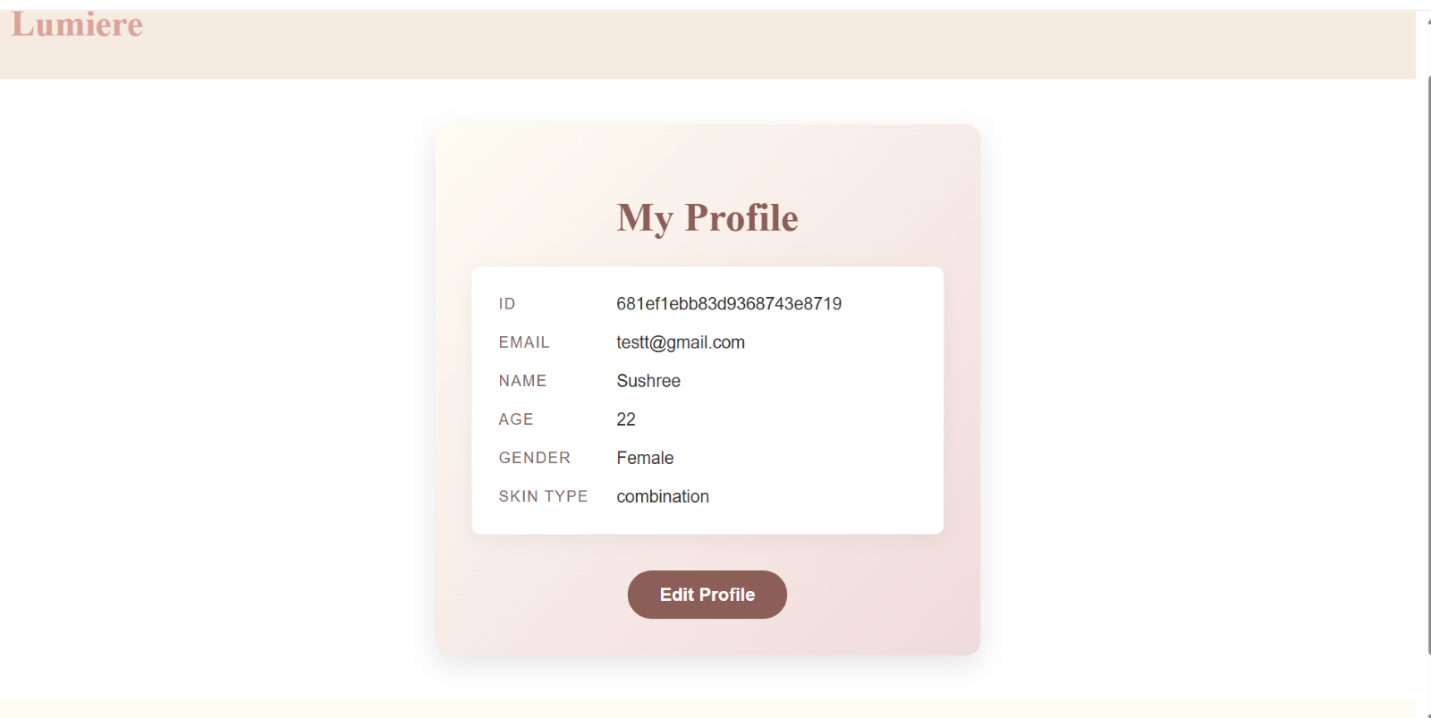 Lumiere
My Profile
ID 681ef1ebb83d9368743e8719
EMAIL testt@gmail.com
NAME Sushree
AGE 22
GENDER Female
SKIN TYPE combination
Edit Profile